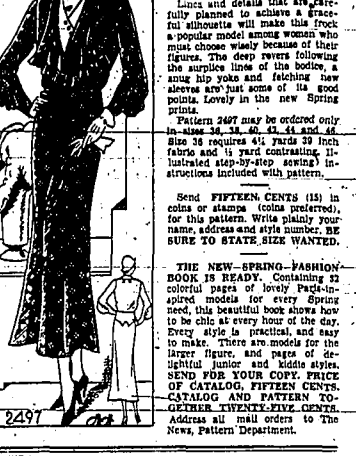 Lines and details that are care-
fully planned to achieve a grace-
ful silhouette will make this frock
a popular model among women who
must choose wisely because of their
figures. The deep revers following
the surplice lines of the bodice, a
snug hip yoke and fetching new
sleeves are just some of its good
points. Lovely in the new Spring
prints.
Pattern 2497 may be ordered only
in sizes 36, 38, 40, 42, 44 and 46.
Size 36 requires 4¼ yards 39 inch
fabric and ½ yard contrasting. Il-
lustrated step-by-step sewing in-
structions included with pattern.
Send FIFTEEN CENTS (15) in
coins or stamps (coins preferred),
for this pattern. Write plainly your
name, address and style number. BE
SURE TO STATE SIZE WANTED.
THE NEW SPRING FASHION
BOOK IS READY. Containing 32
colorful pages of lovely Paris-in-
spired models for every Spring
need, this beautiful book shows how
to be chic at every hour of the day.
Every style is practical, and easy
to make. There are models for the
larger figure, and pages of de-
lightful junior and kiddie styles.
SEND FOR YOUR COPY. PRICE
OF CATALOG, FIFTEEN CENTS.
CATALOG AND PATTERN TO-
GETHER TWENTY-FIVE CENTS.
Address all mail orders to The
News, Pattern Department.
2497